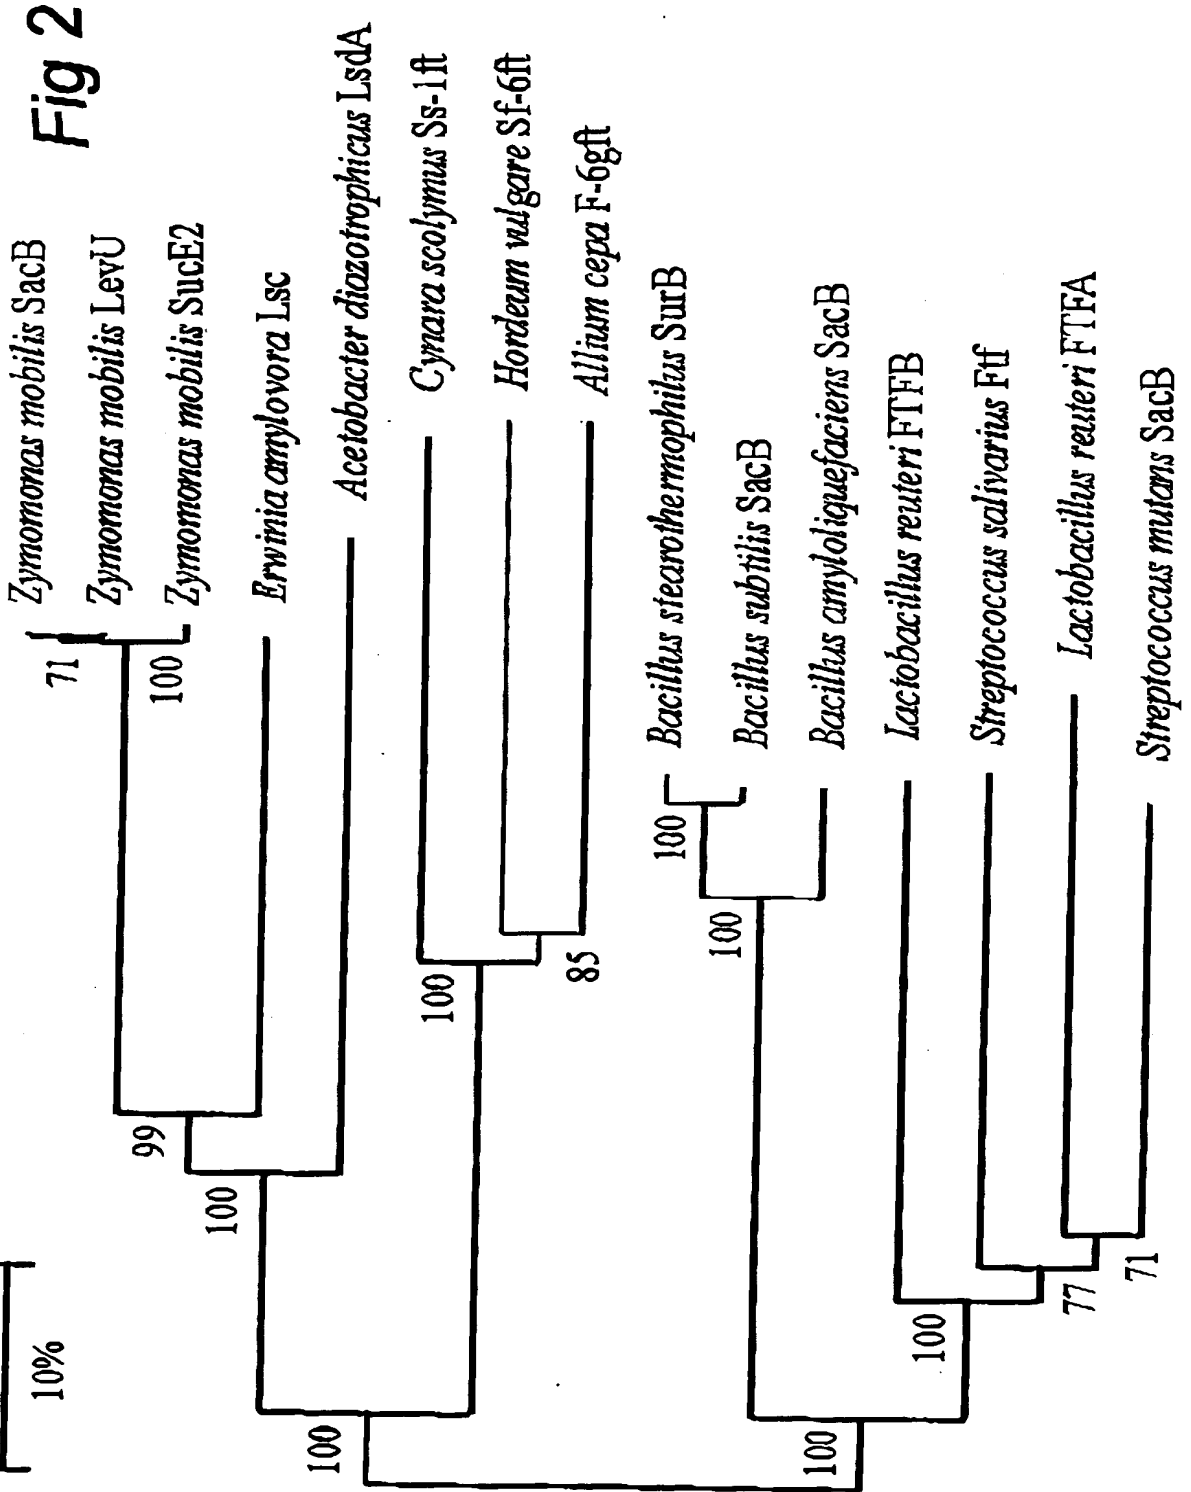 Fig 2
10%
Zymomonas mobilis SacB
71
Zymomonas mobilis LevU
100
Zymomonas mobilis SucE2
99
Erwinia amylovora Lsc
100
Acetobacter diazotrophicus LsdA
100
Cynara scolymus Ss-1ft
100
Hordeum vulgare Sf-6ft
85
Allium cepa F-6gft
Bacillus stearothermophilus SurB
100
Bacillus subtilis SacB
100
Bacillus amyloliquefaciens SacB
100
Lactobacillus reuteri FTFB
100
Streptococcus salivarius Ftf
77
Lactobacillus reuteri FTFA
71
Streptococcus mutans SacB